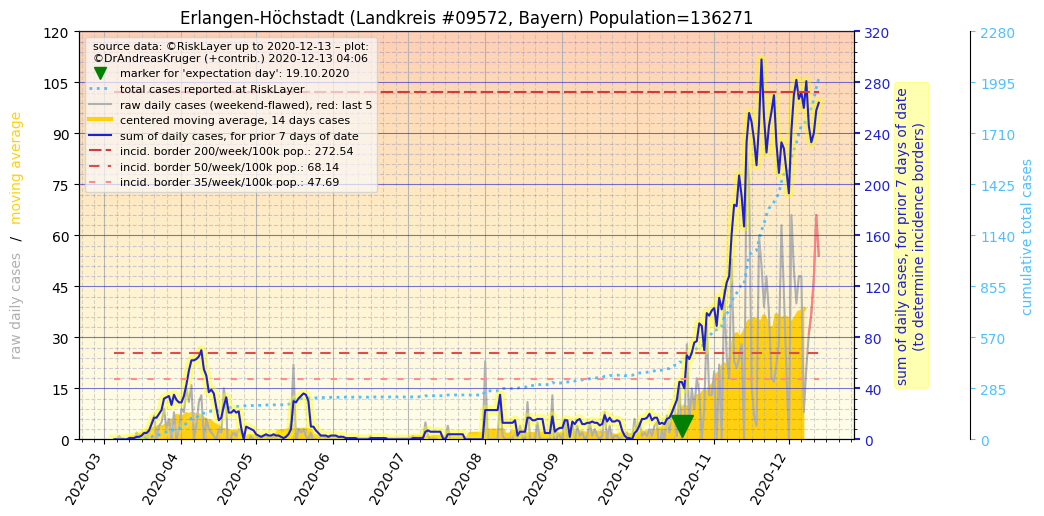 Erlangen-Höchstadt (Landkreis #09572, Bayern) Population=136271
source data: ©RiskLayer up to 2020-12-13 – plot:
©DrAndreasKruger (+contrib.) 2020-12-13 04:06
marker for 'expectation day': 19.10.2020
total cases reported at RiskLayer
raw daily cases (weekend-flawed), red: last 5
centered moving average, 14 days cases
sum of daily cases, for prior 7 days of date
incid. border 200/week/100k pop.: 272.54
incid. border 50/week/100k pop.: 68.14
incid. border 35/week/100k pop.: 47.69
raw daily cases / moving average
120
105
90
75
60
45
30
15
0
2020-03
2020-04
2020-05
2020-06
2020-07
2020-08
2020-09
2020-10
2020-11
2020-12
320
280
240
200
160
120
80
40
0
sum of daily cases, for prior 7 days of date
(to determine incidence borders)
2280
1995
1710
1425
1140
855
570
285
0
cumulative total cases